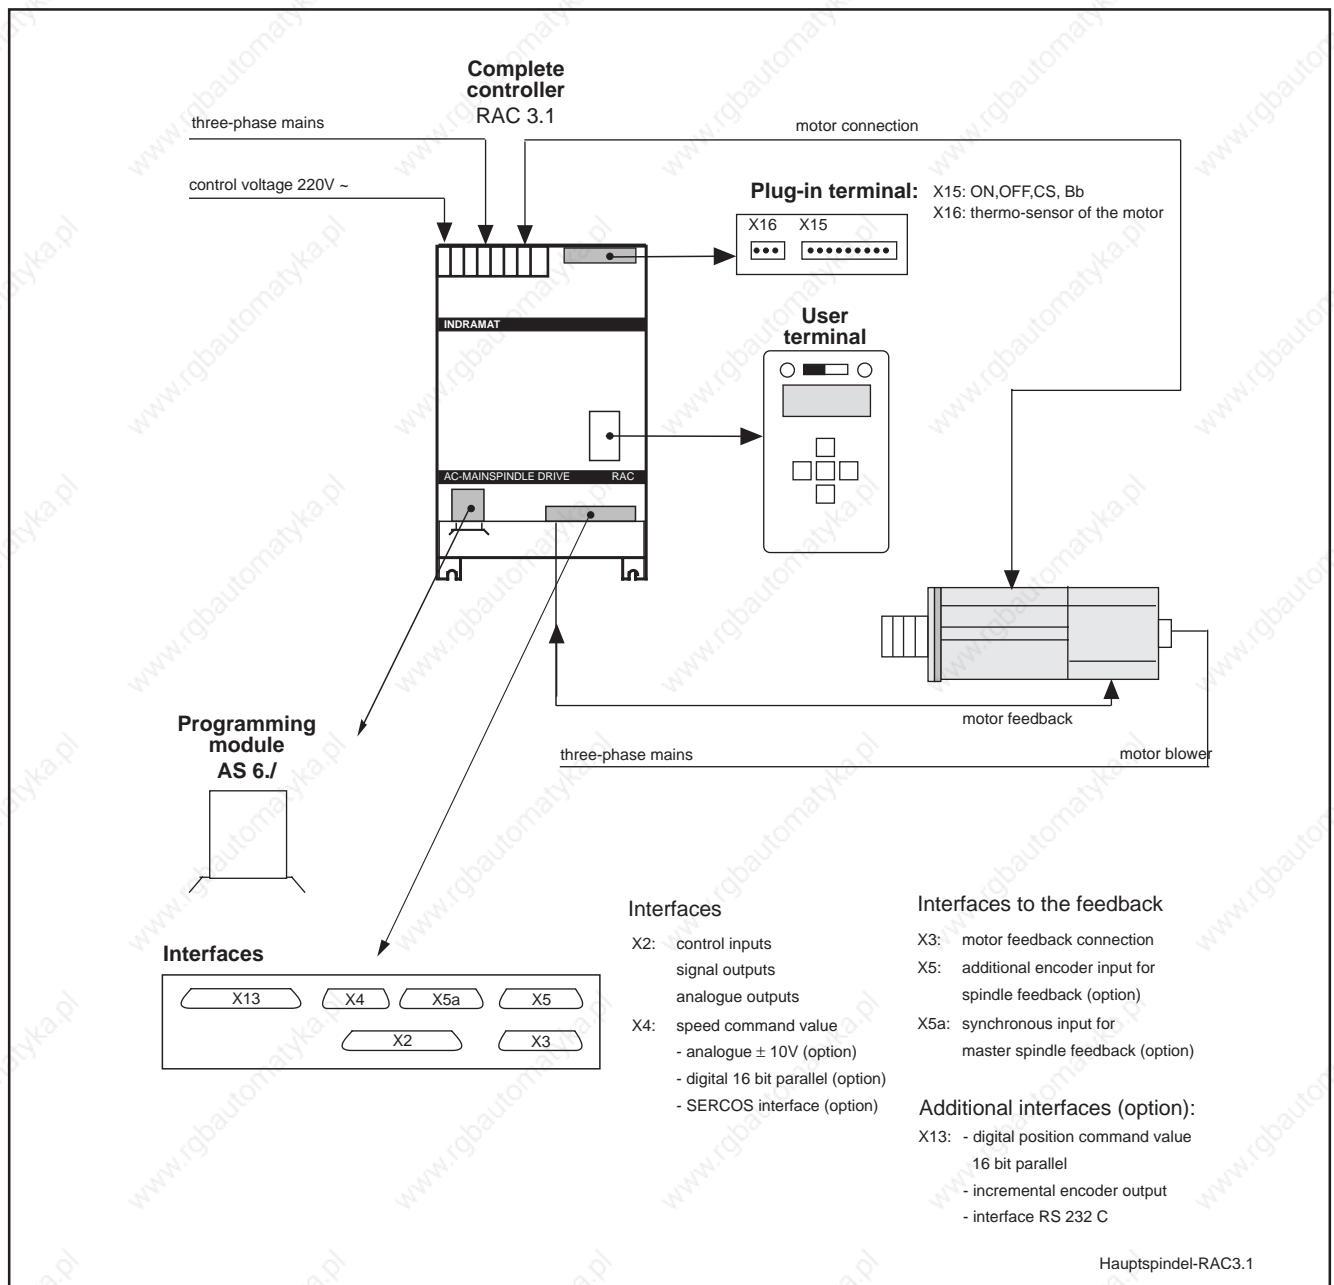 Complete
controller
RAC 3.1
three-phase mains
motor connection
control voltage 220V ~
Plug-in terminal:
X15: ON,OFF,CS, Bb
X16: thermo-sensor of the motor
X16 X15
INDRAMAT
User
terminal
AC-MAINSPINDLE DRIVE RAC
motor feedback
Programming
module
AS 6./
three-phase mains
motor blower
Interfaces
X13 X4 X5a X5
X2 X3
Interfaces
X2: control inputs
signal outputs
analogue outputs
X4: speed command value
- analogue ± 10V (option)
- digital 16 bit parallel (option)
- SERCOS interface (option)
Interfaces to the feedback
X3: motor feedback connection
X5: additional encoder input for
spindle feedback (option)
X5a: synchronous input for
master spindle feedback (option)
Additional interfaces (option):
X13: - digital position command value
16 bit parallel
- incremental encoder output
- interface RS 232 C
Hauptspindel-RAC3.1
www.rgbautomatyka.pl